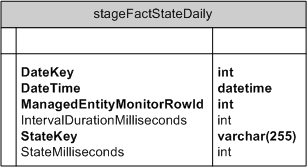 stageFactStateDaily
DateKey int
DateTime datetime
ManagedEntityMonitorRowId int
IntervalDurationMilliseconds int
StateKey varchar(255)
StateMilliseconds int